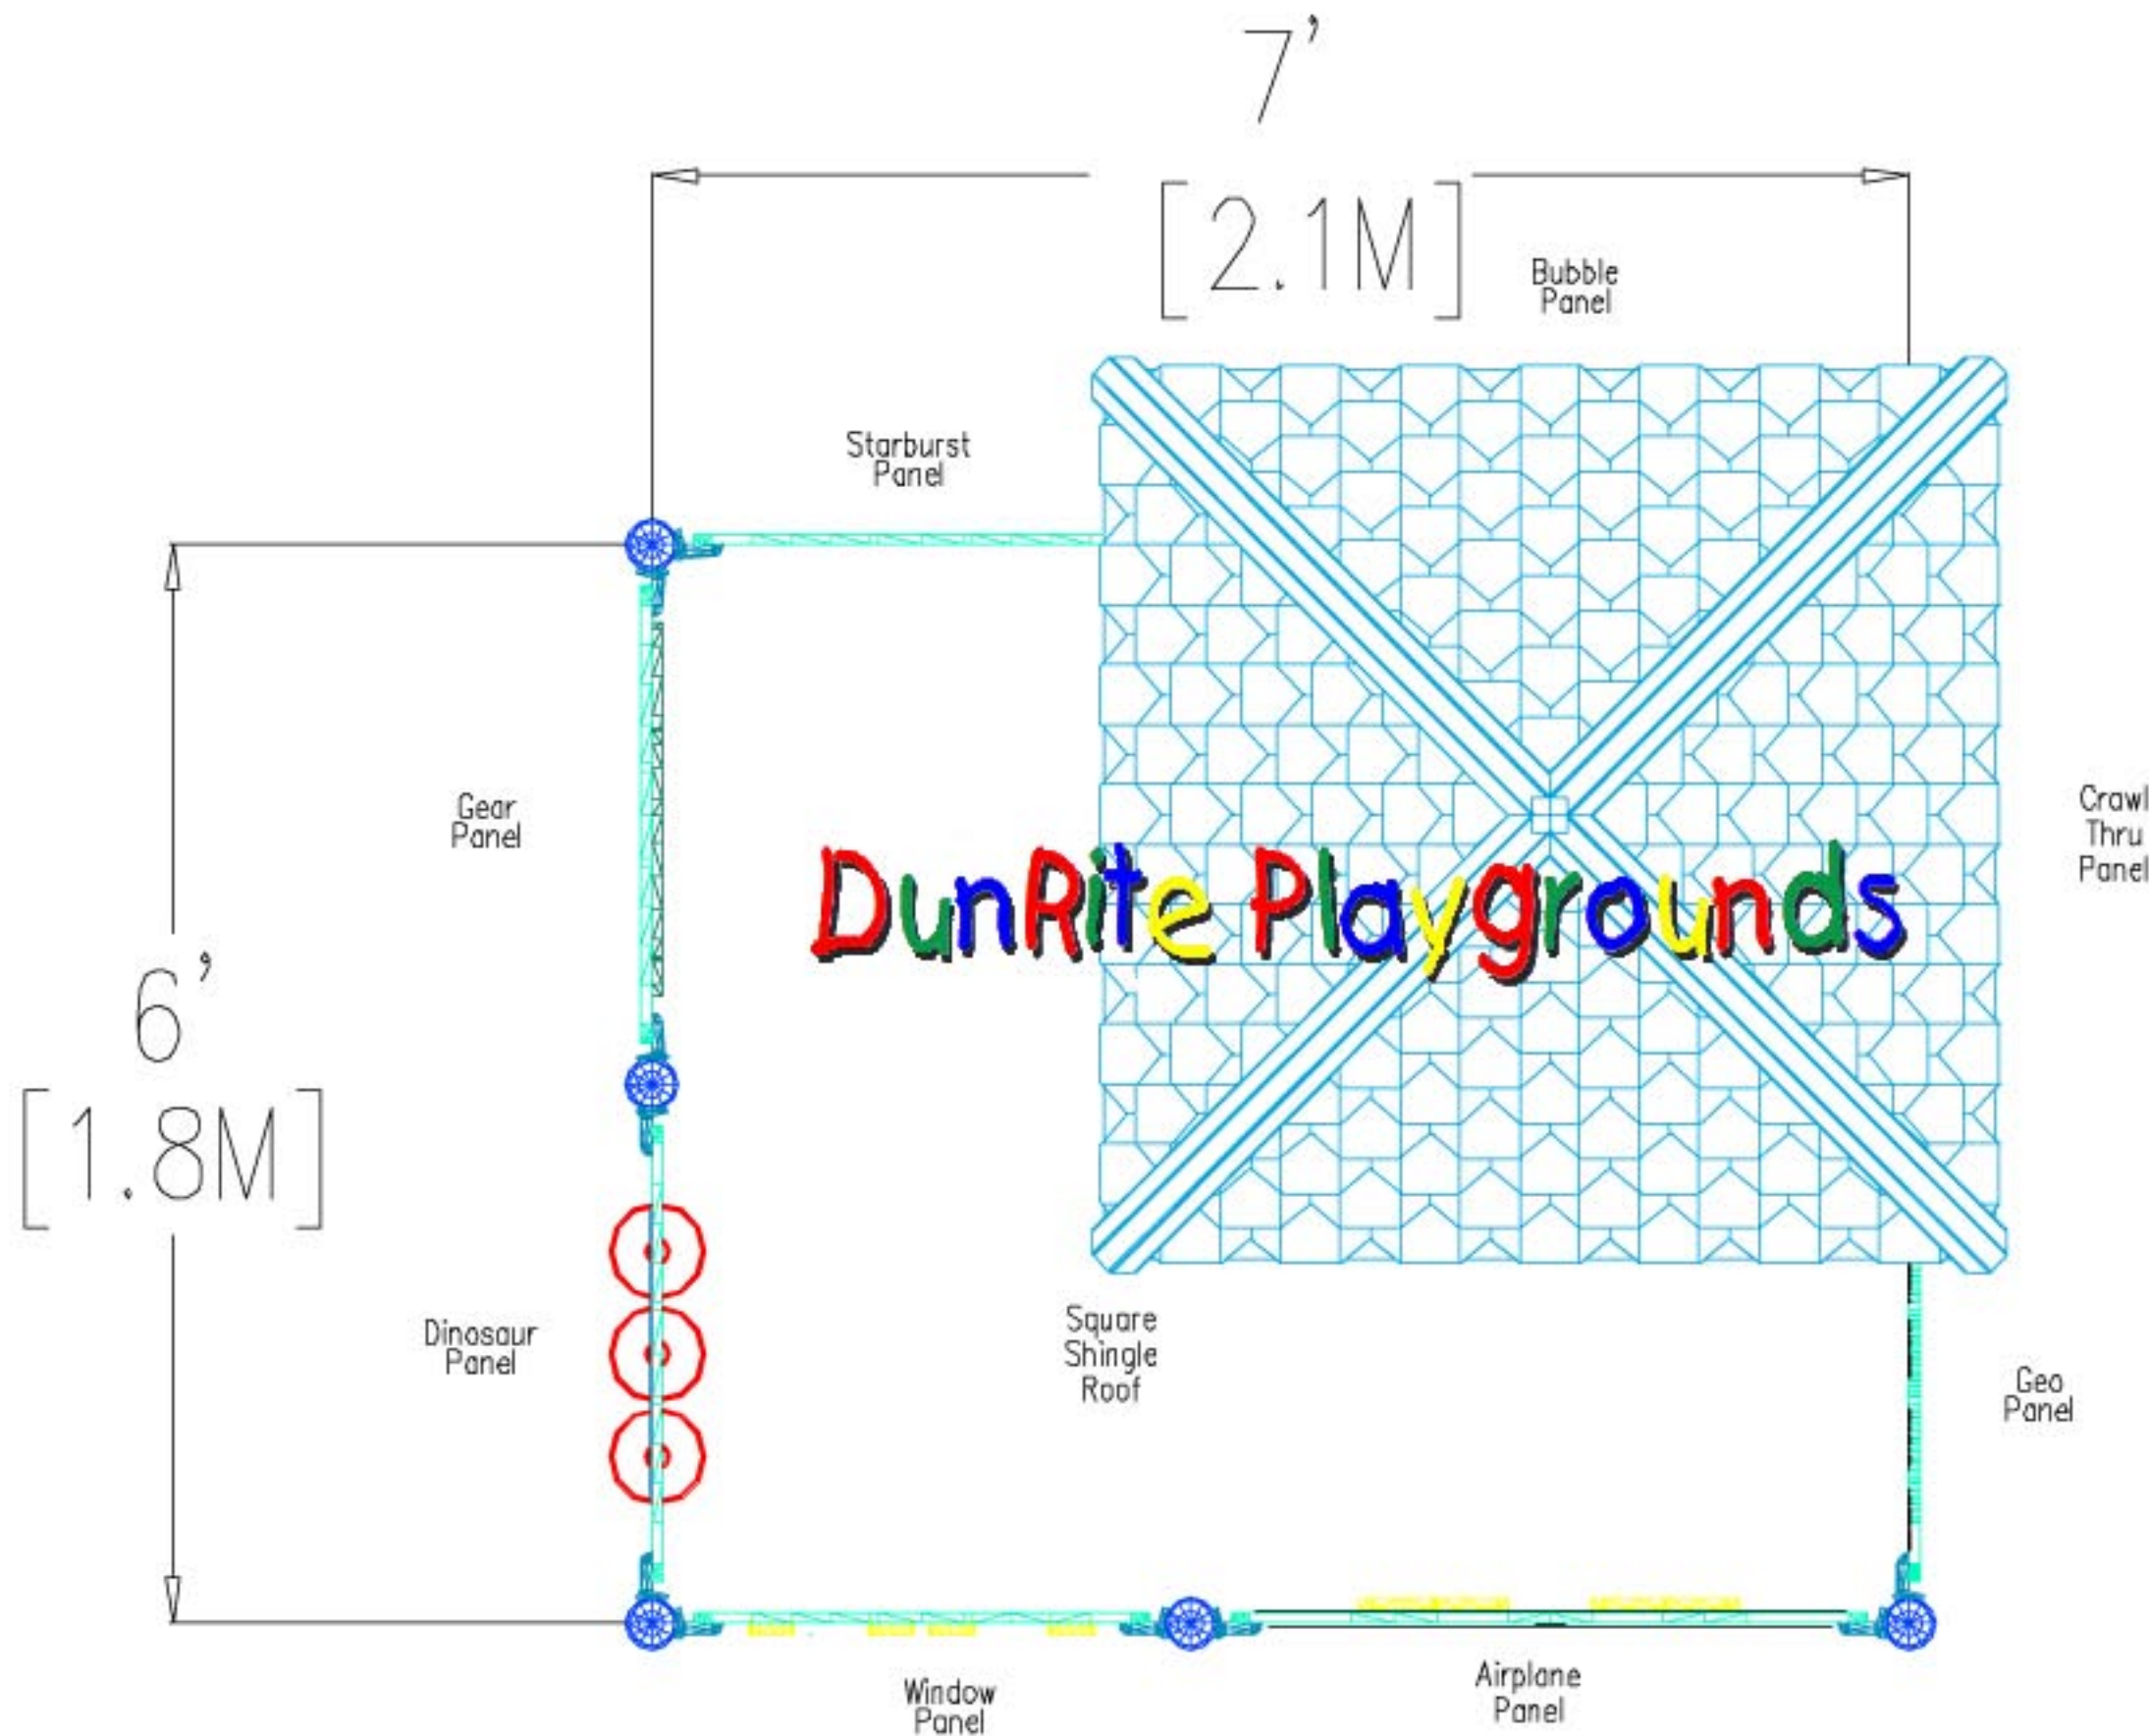 7'
[2.1M]
Bubble
Panel
Starburst
Panel
Gear
Panel
Crawl
Thru
Panel
DunRite Playgrounds
6'
[1.8M]
Dinosaur
Panel
Square
Shingle
Roof
Geo
Panel
Window
Panel
Airplane
Panel